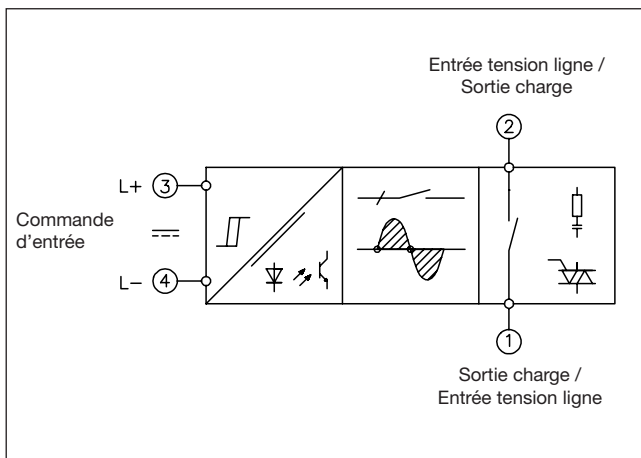 Entrée tension ligne /
Sortie charge
2
L+ 3
Commande
d'entrée
L− 4
1
Sortie charge /
Entrée tension ligne